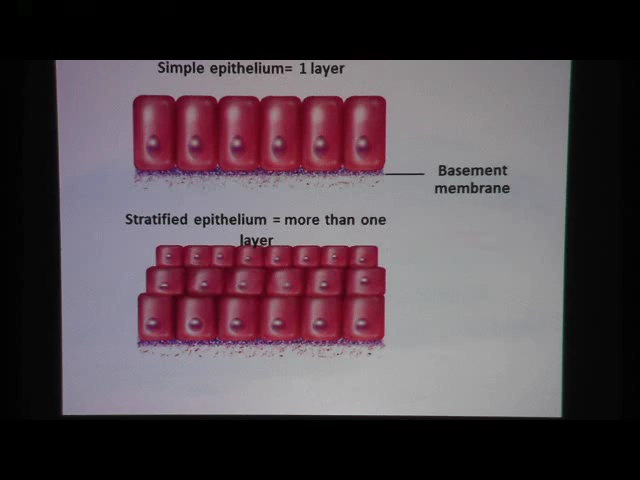 Simple epithelium= 1 layer
Basement
membrane
Stratified epithelium = more than one
layer